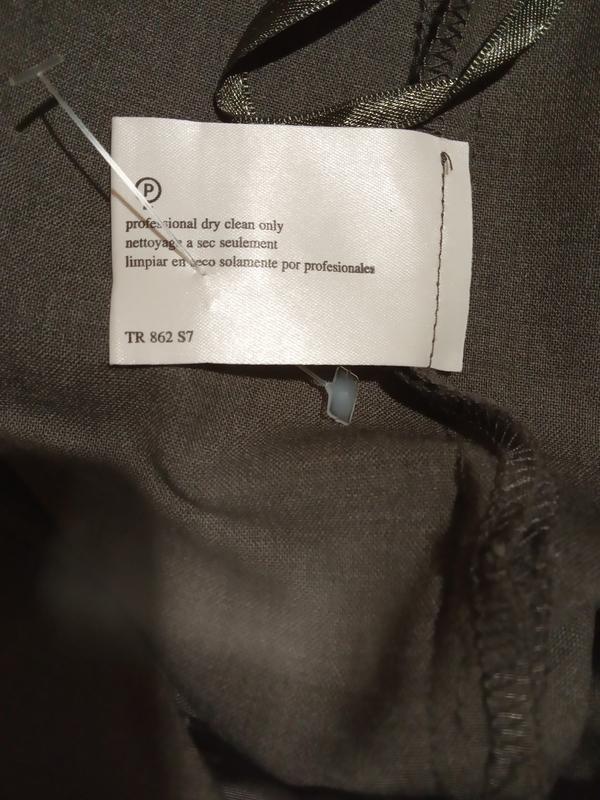 P
professional dry clean only
nettoyage a sec seulement
limpiar en seco solamente por profesionales
TR 862 S7